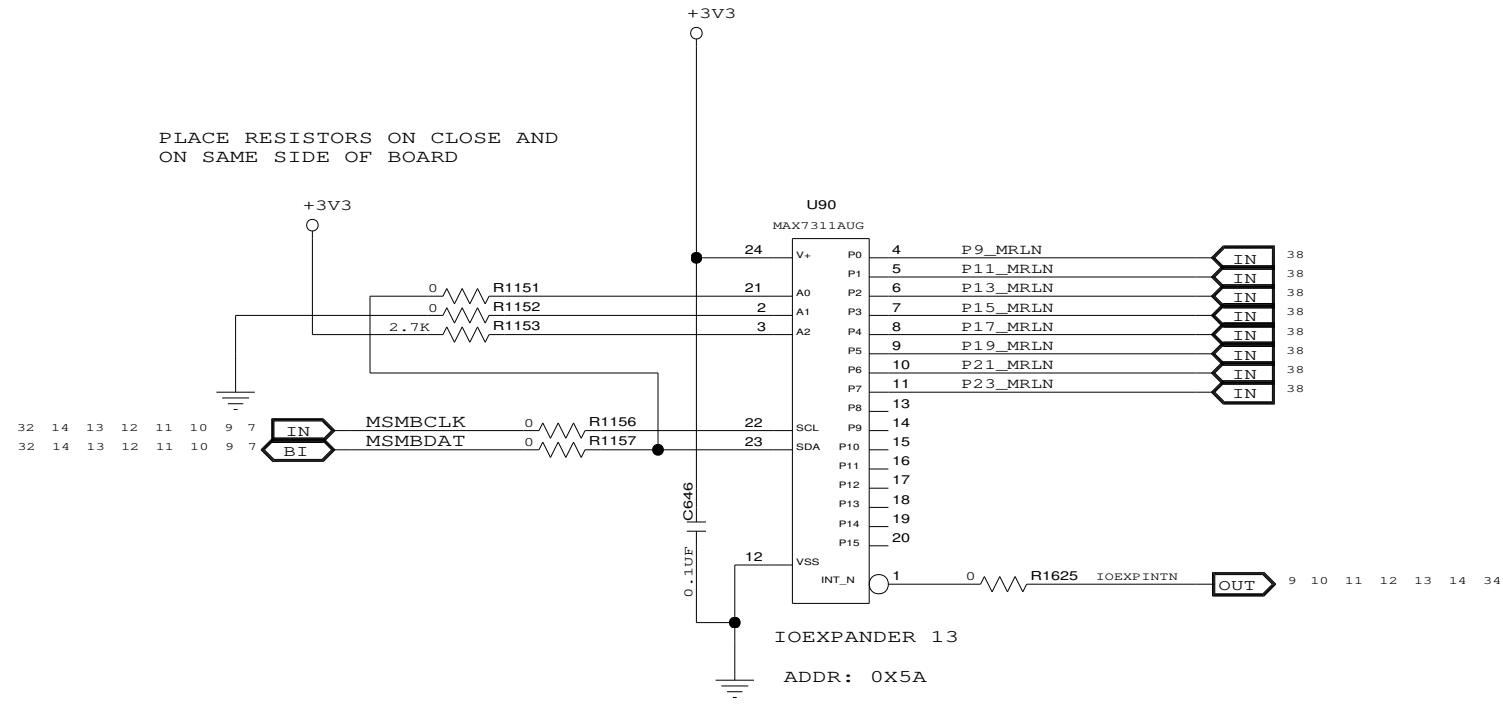 +3V3
PLACE RESISTORS ON CLOSE AND
ON SAME SIDE OF BOARD
+3V3
U90
MAX7311AUG
24 V+ P0 4 P9_MRLN IN 38
P1 5 P11_MRLN IN 38
0 R1151 21 A0 P2 6 P13_MRLN IN 38
0 R1152 2 A1 P3 7 P15_MRLN IN 38
2.7K R1153 3 A2 P4 8 P17_MRLN IN 38
P5 9 P19_MRLN IN 38
P6 10 P21_MRLN IN 38
P7 11 P23_MRLN IN 38
P8 13
32 14 13 12 11 10 9 7 IN MSMBCLK 0 R1156 22 SCL P9 14
32 14 13 12 11 10 9 7 BI MSMBDAT 0 R1157 23 SDA P10 15
P11 16
P12 17
C646 P13 18
P14 19
P15 20
0.1UF 12 VSS
INT_N 1 0 R1625 IOEXPINTN OUT 9 10 11 12 13 14 34
IOEXPANDER 13
ADDR: 0X5A